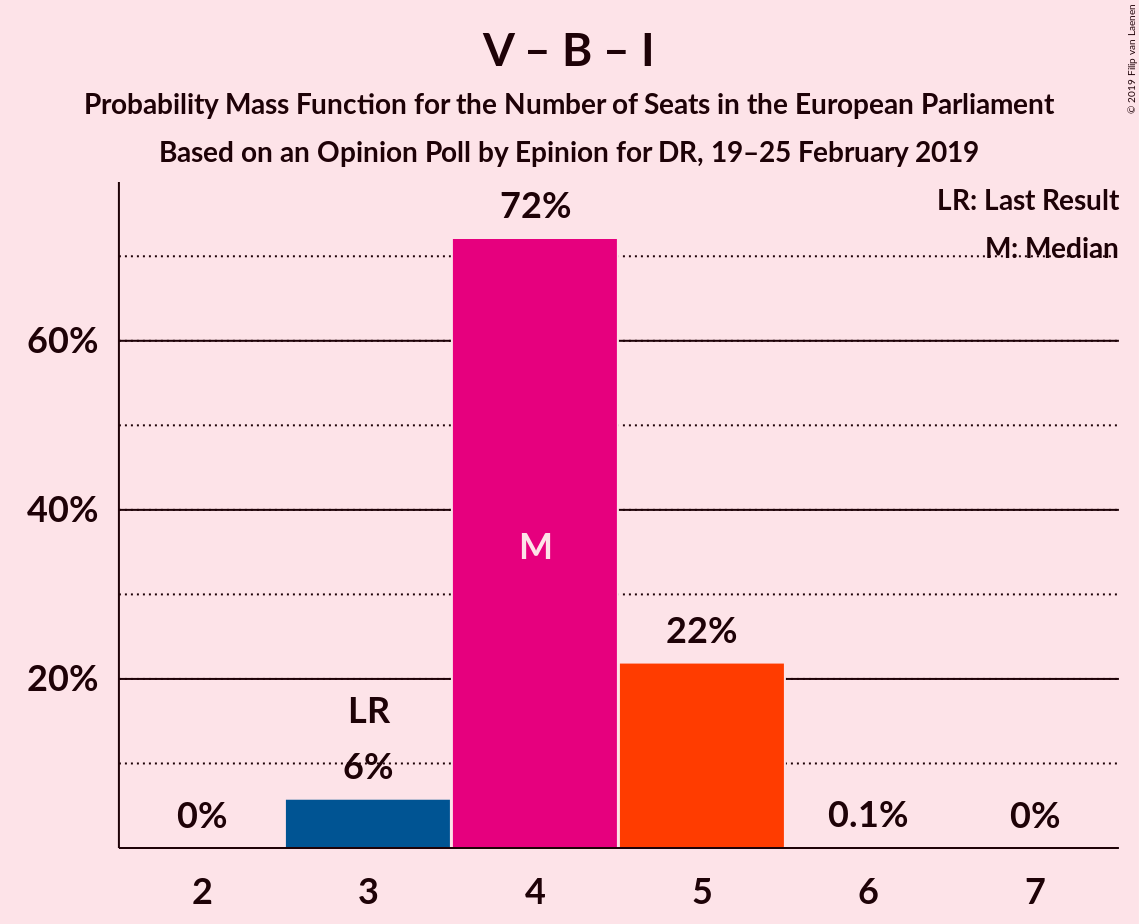 V – B – I
Probability Mass Function for the Number of Seats in the European Parliament
Based on an Opinion Poll by Epinion for DR, 19–25 February 2019
© 2019 Filip van Laenen
LR: Last Result
M: Median
72%
60%
40%
M
22%
20%
LR
6%
0%
0.1%
0%
2 3 4 5 6 7